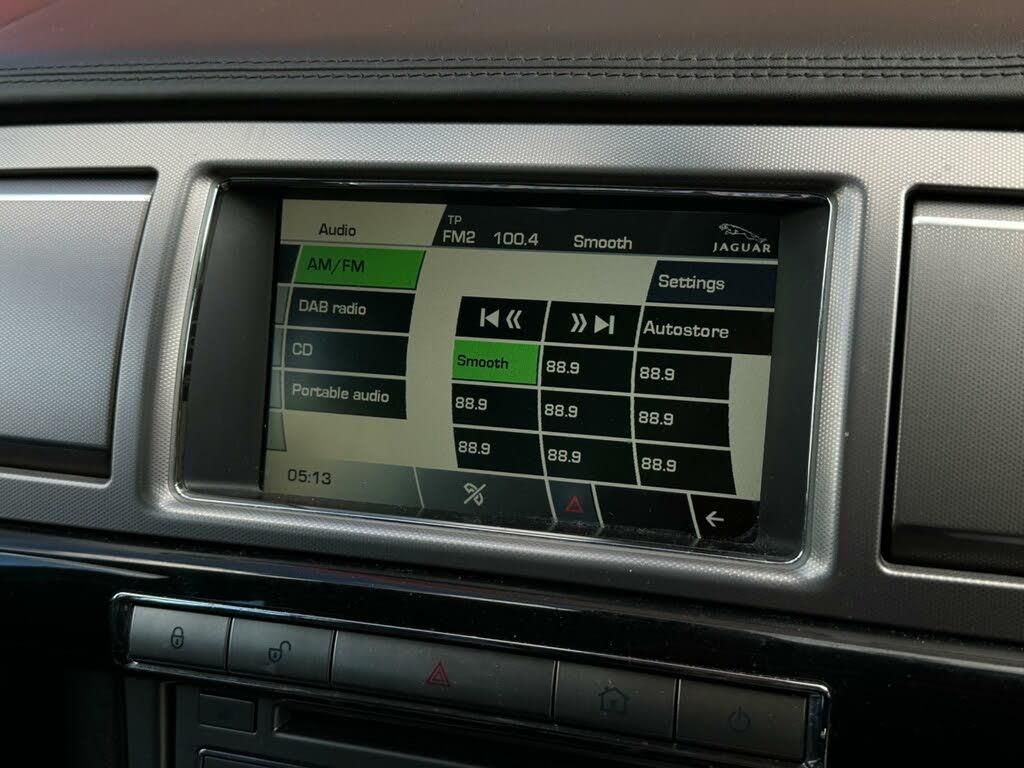 Audio
TP
FM2 100.4 Smooth
JAGUAR
AM/FM
Settings
DAB radio
Autostore
CD
Smooth 88.9 88.9
Portable audio
88.9 88.9 88.9
88.9 88.9 88.9
05:13